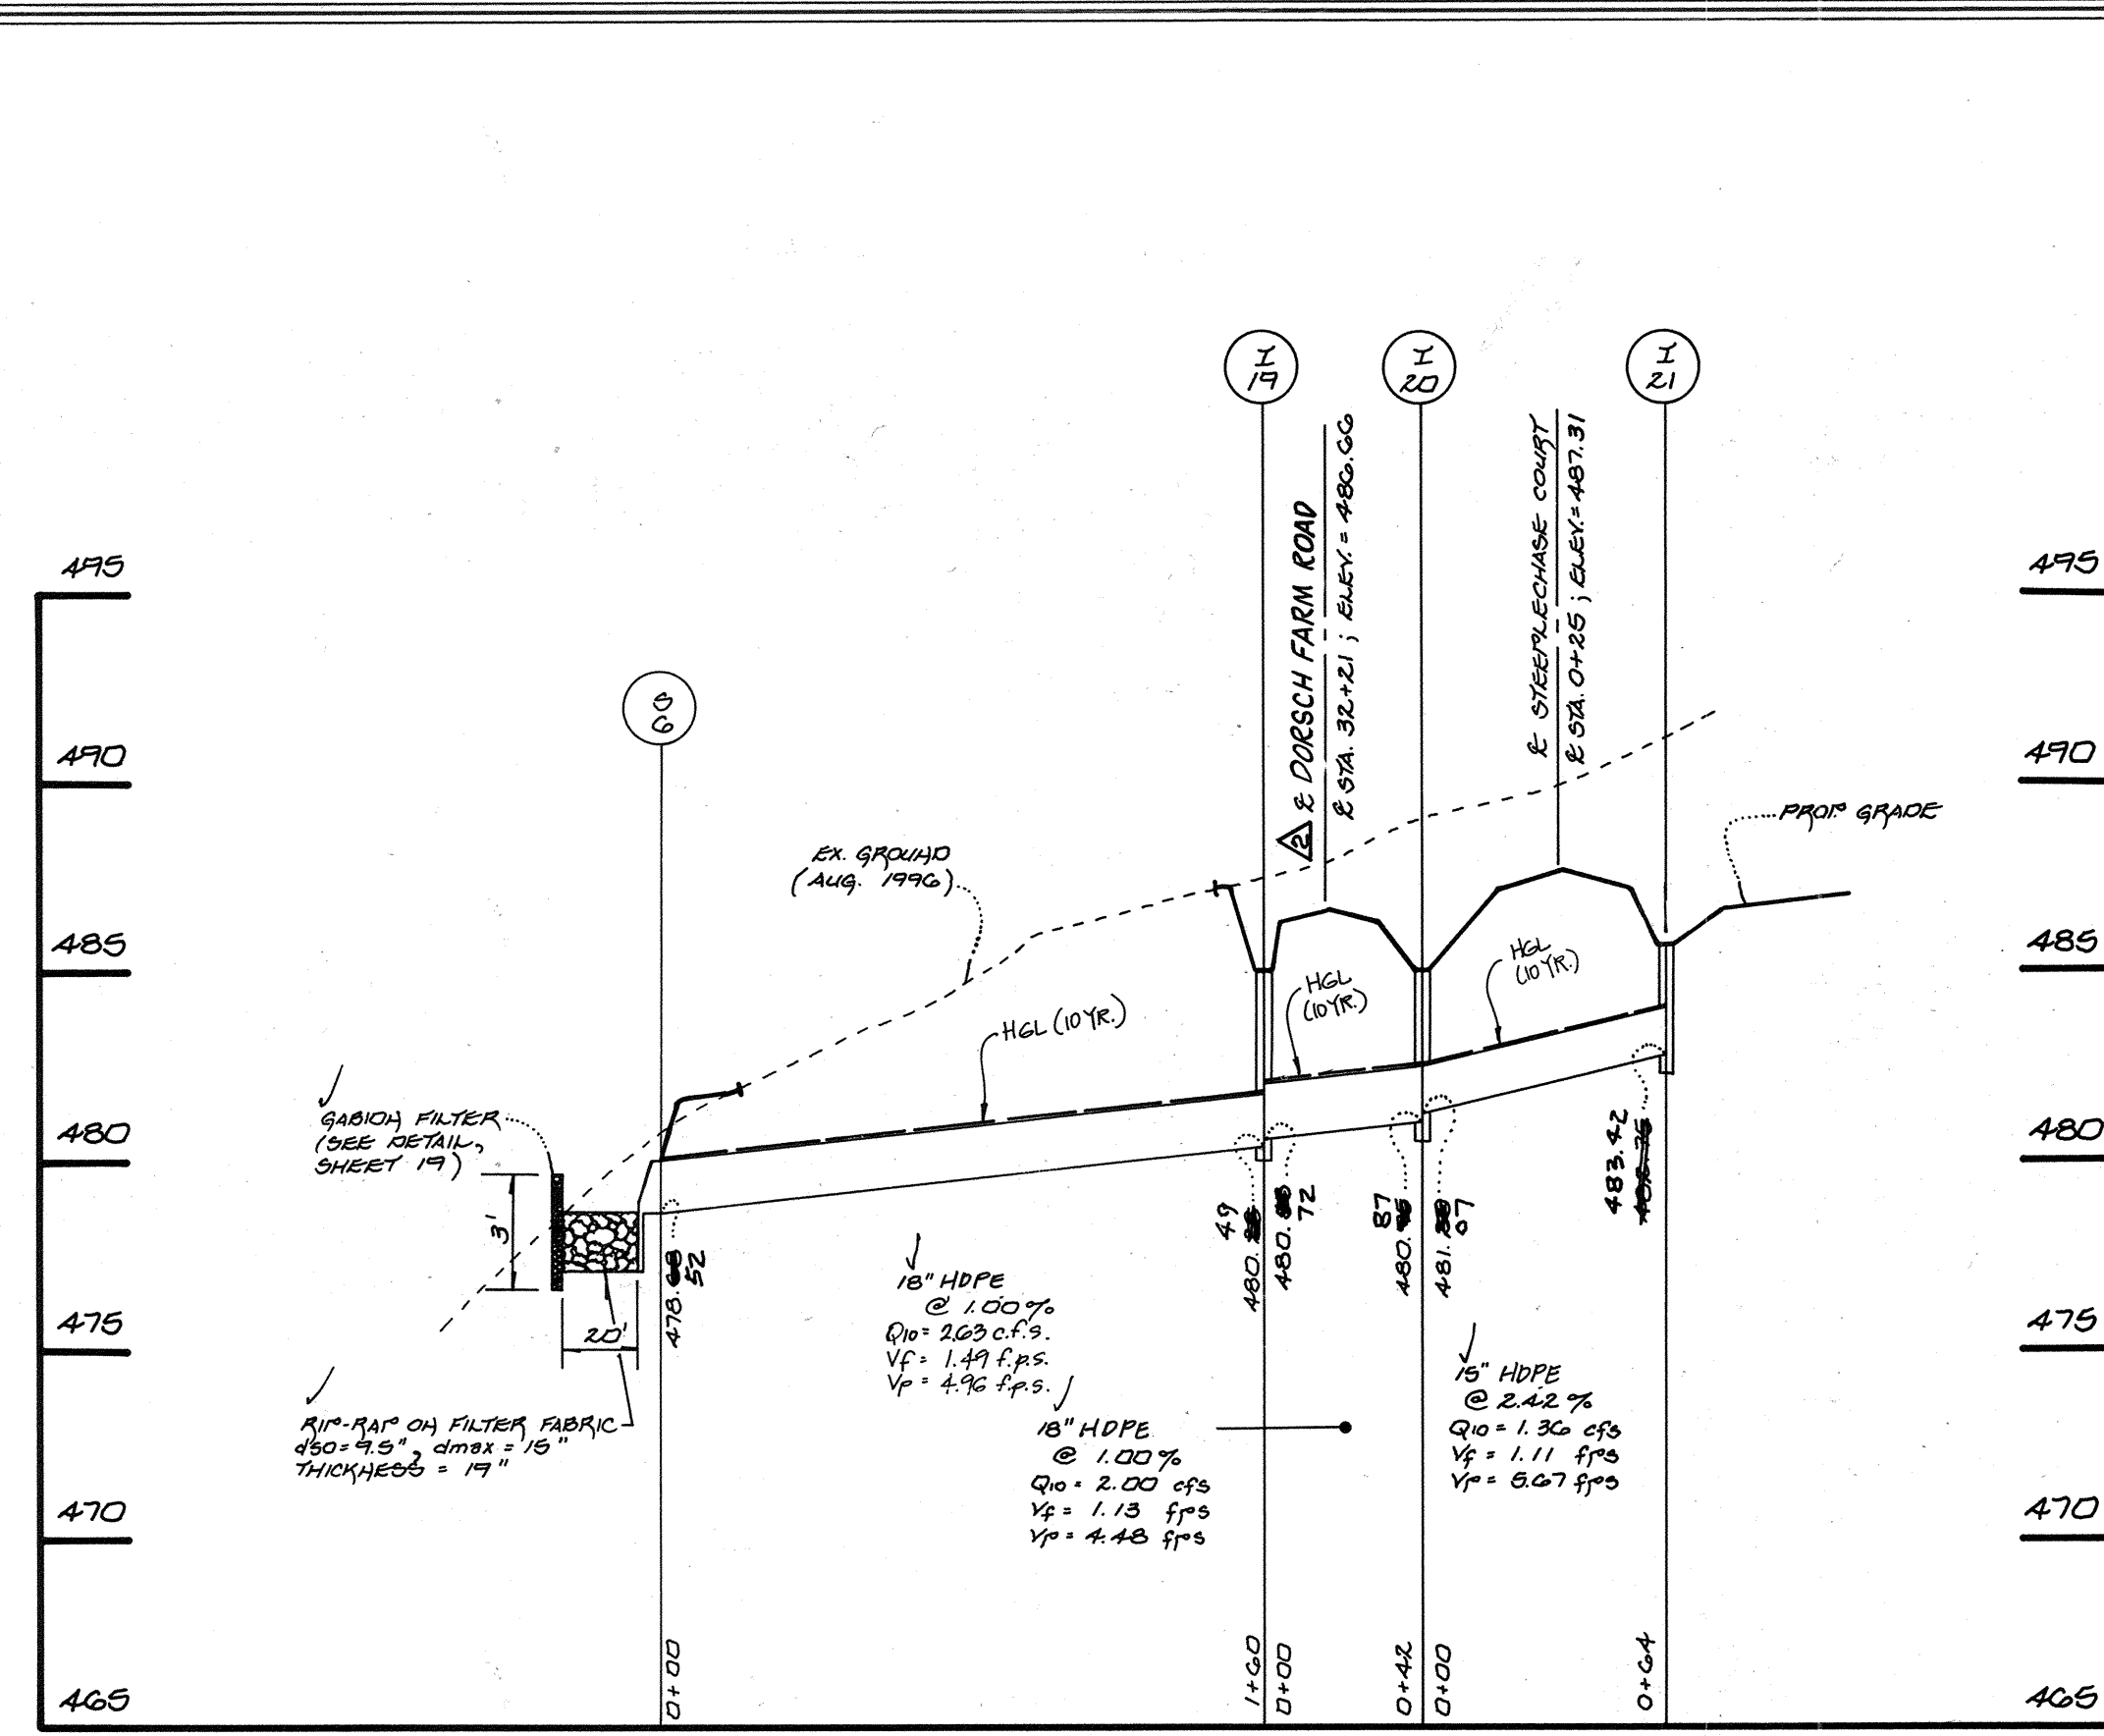 I
19
I
20
I
21
S
6
℄ DORSCH FARM ROAD
℄ STA. 32+21 ; ELEV. = 486.66
2
℄ STEEPLECHASE COURT
℄ STA. 0+25 ; ELEV. = 487.31
495
490
485
480
475
470
465
495
490
485
480
475
470
465
EX. GROUND
(AUG. 1996)
PROP. GRADE
HGL (10 YR.)
HGL
(10 YR.)
HGL
(10 YR.)
GABION FILTER
(SEE DETAIL,
SHEET 19)
3'
20'
RIP-RAP ON FILTER FABRIC
d50 = 9.5", dmax = 15"
THICKNESS = 19"
478.
52
49
480.
480.
72
87
480.
481.
07
483.42
18" HDPE
@ 1.00%
Q10 = 2.63 c.f.s.
Vf = 1.49 f.p.s.
Vp = 4.96 f.p.s.
18" HDPE
@ 1.00%
Q10 = 2.00 cfs
Vf = 1.13 fps
Vp = 4.48 fps
15" HDPE
@ 2.42%
Q10 = 1.36 cfs
Vf = 1.11 fps
Vp = 5.67 fps
0+00
1+60
0+00
0+42
0+00
0+64